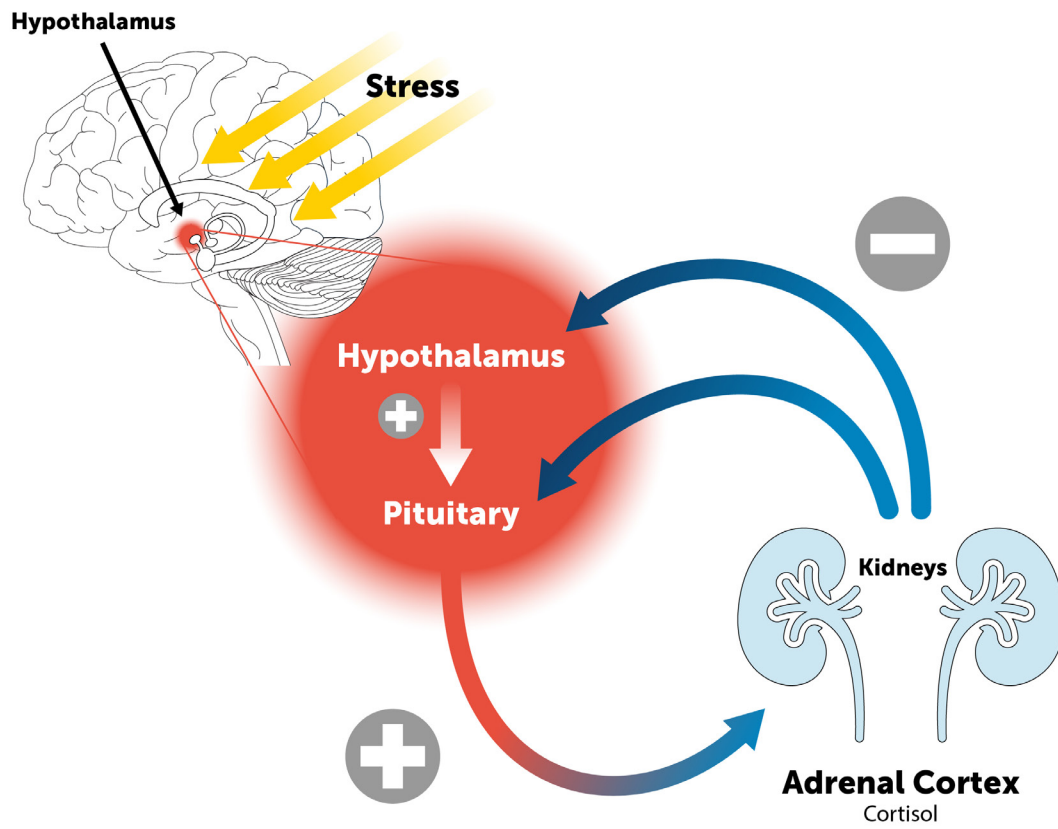 Hypothalamus
Stress
Hypothalamus
Pituitary
Kidneys
Adrenal Cortex
Cortisol